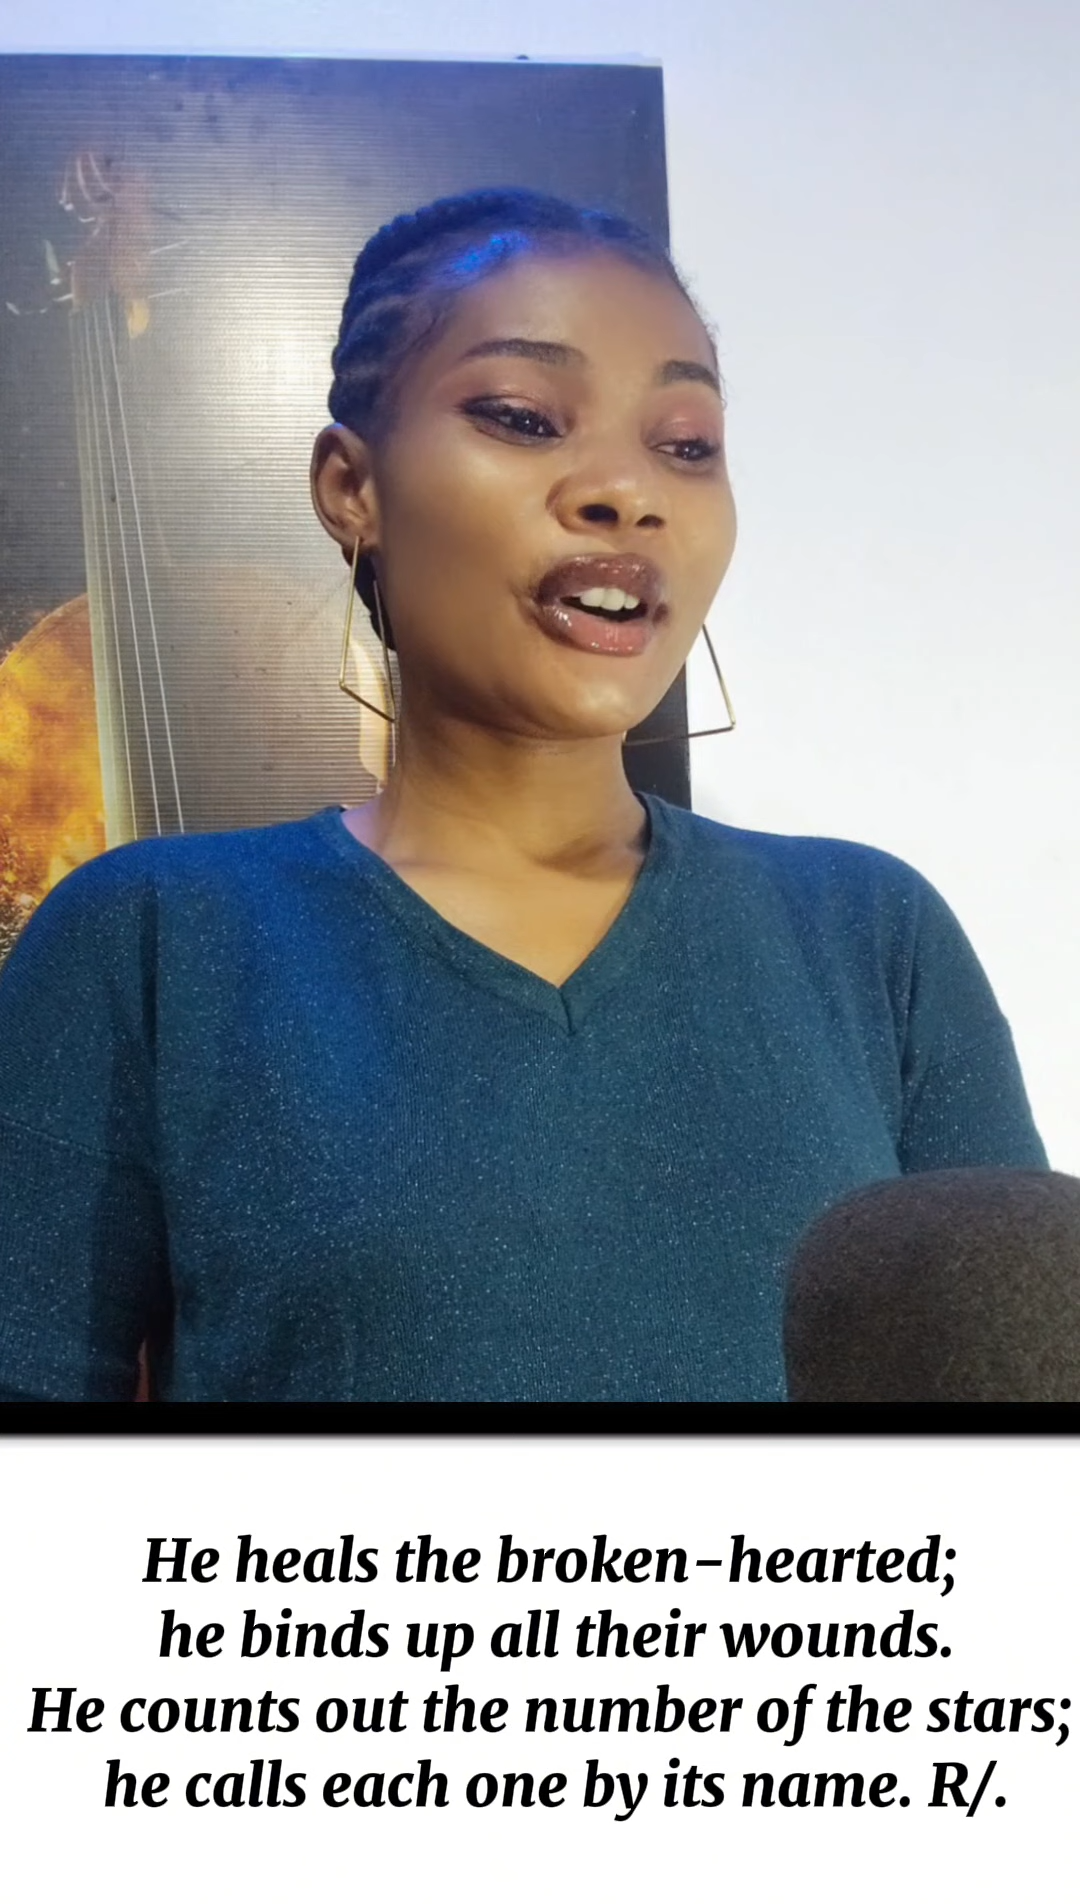 He heals the broken-hearted;
he binds up all their wounds.
He counts out the number of the stars;
he calls each one by its name. R/.